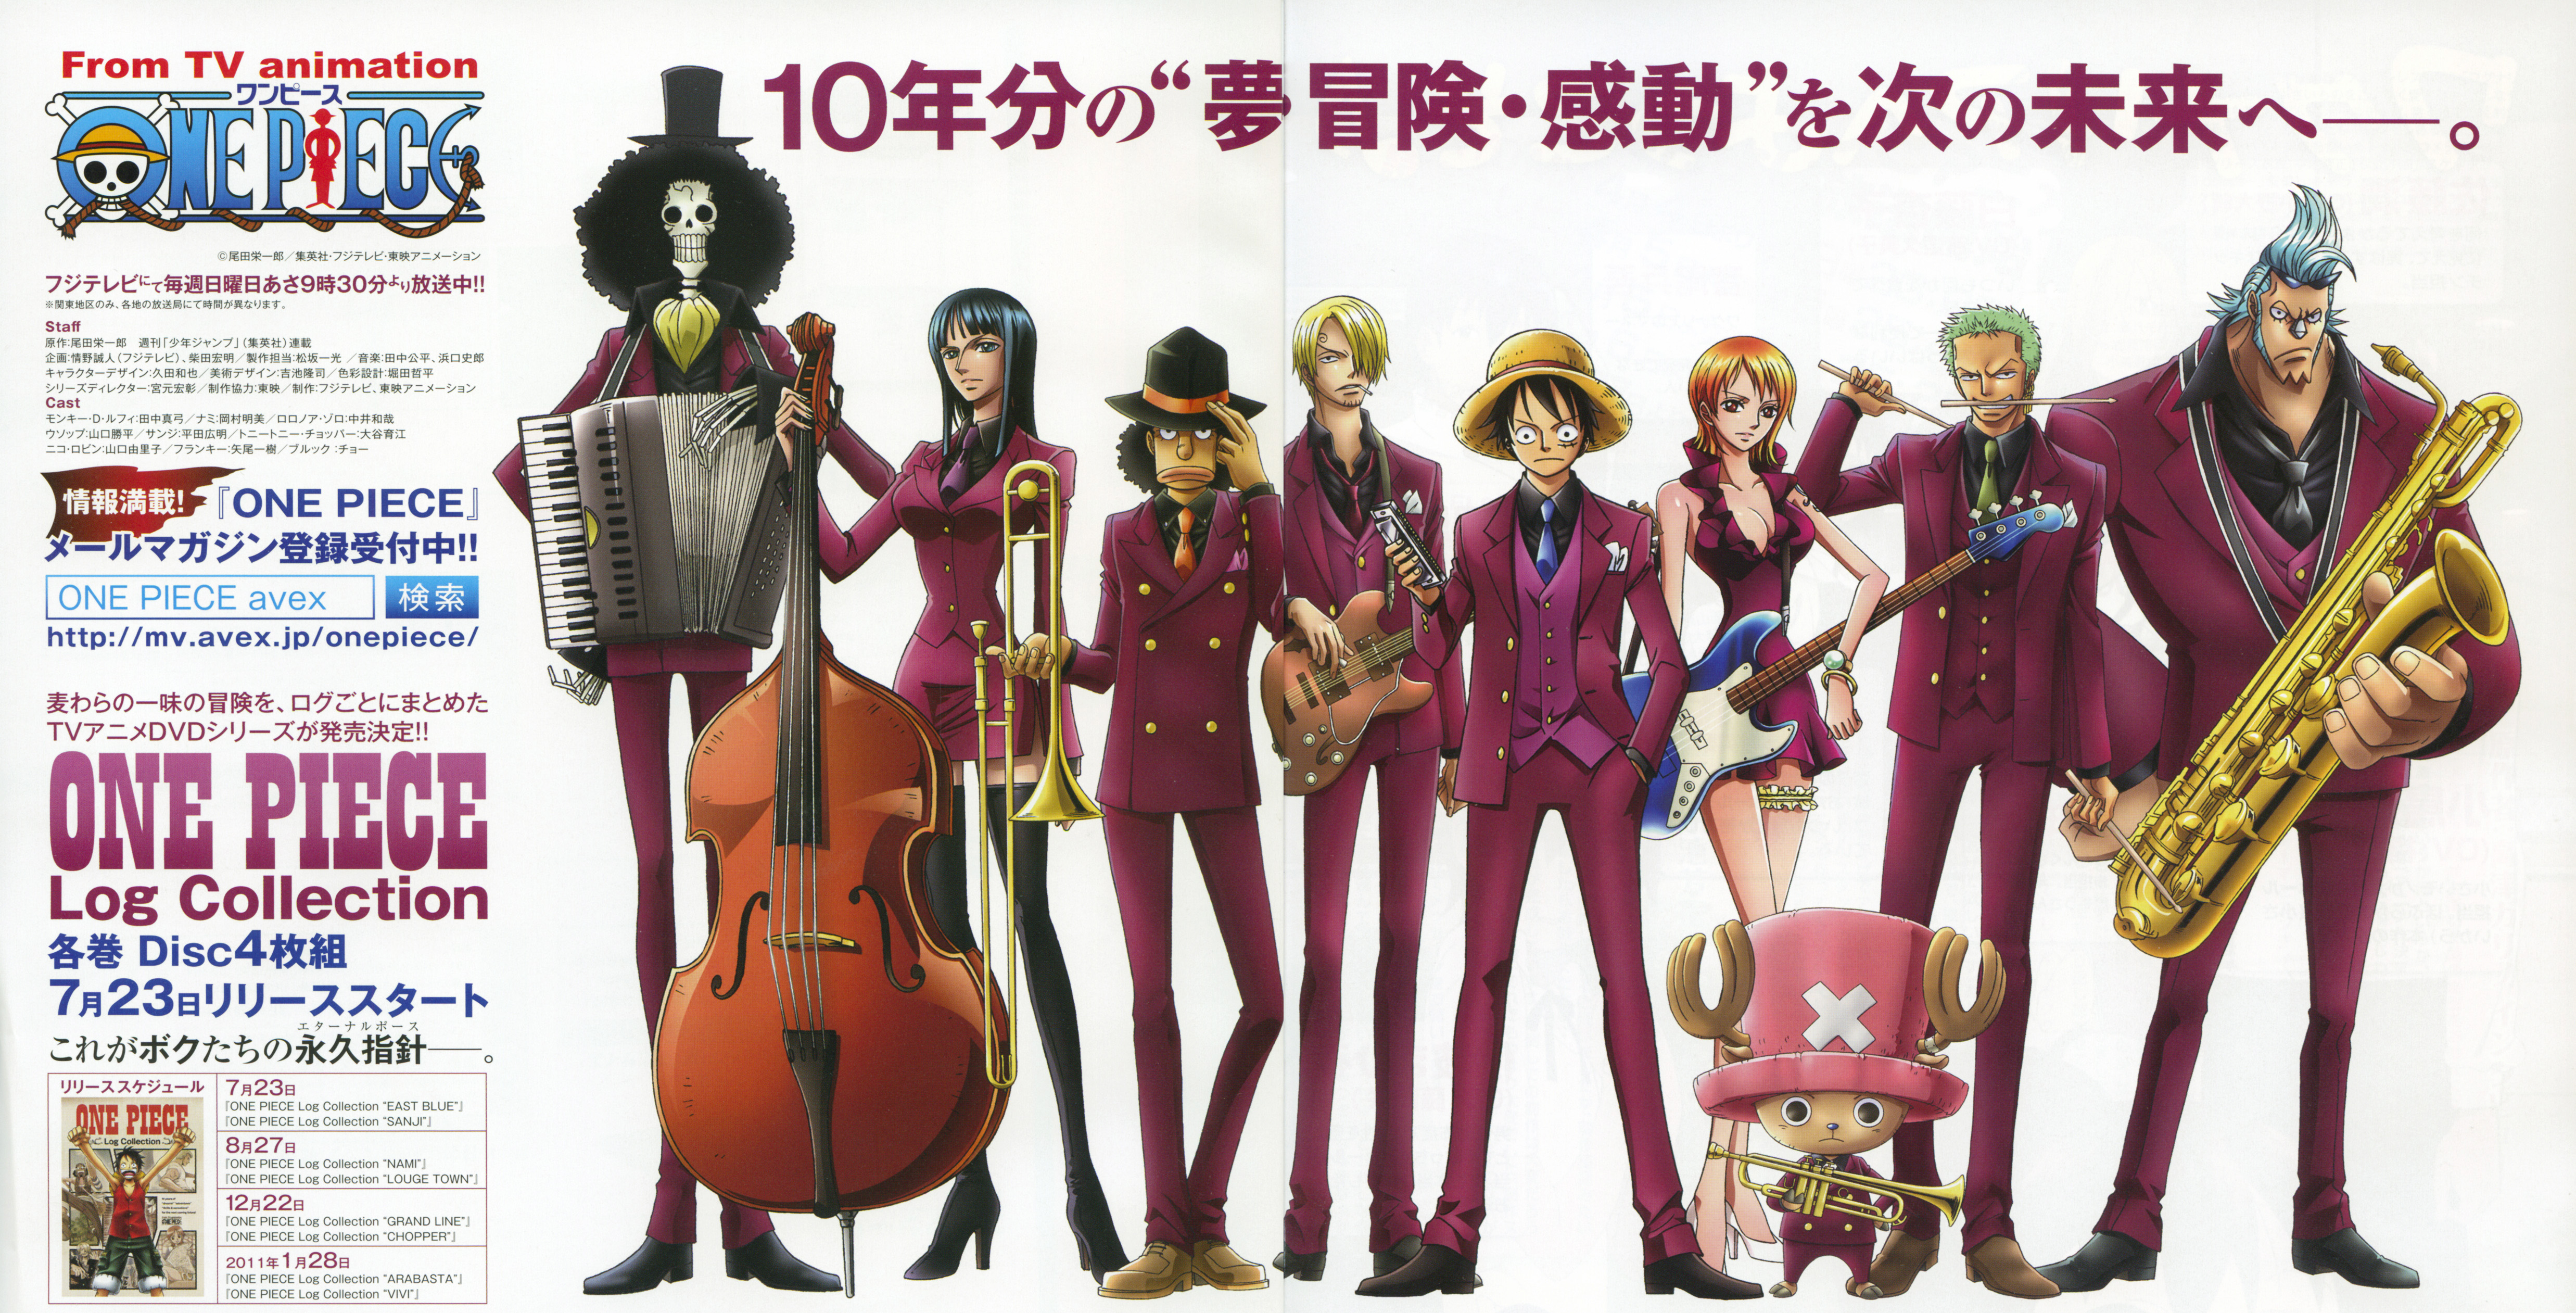 10年分の“夢・冒険・感動”を次の未来へ──。
From TV animation
ワンピース
ONE PIECE
©尾田栄一郎／集英社・フジテレビ・東映アニメーション
フジテレビにて毎週日曜日あさ9時30分より放送中!!
※関東地区のみ、各地の放送局にて時間が異なります。
Staff
原作:尾田栄一郎　週刊「少年ジャンプ」（集英社）連載
企画:情野誠人（フジテレビ）、柴田宏明／製作担当:松坂一光 ／音楽:田中公平、浜口史郎
キャラクターデザイン:久田和也／美術デザイン:吉池隆司／色彩設計:堀田哲平
シリーズディレクター:宮元宏彰／制作協力:東映／制作:フジテレビ、東映アニメーション
Cast
モンキー・D・ルフィ:田中真弓／ナミ:岡村明美／ロロノア・ゾロ:中井和哉
ウソップ:山口勝平／サンジ:平田広明／トニートニー・チョッパー:大谷育江
ニコ・ロビン:山口由里子／フランキー:矢尾一樹／ブルック:チョー
情報満載!
『ONE PIECE』
メールマガジン登録受付中!!
ONE PIECE avex 検索
http://mv.avex.jp/onepiece/
麦わらの一味の冒険を、ログごとにまとめた
TVアニメDVDシリーズが発売決定!!
ONE PIECE
Log Collection
各巻 Disc4枚組
7月23日リリーススタート
エターナルポース
これがボクたちの永久指針──。
リリーススケジュール
ONE PIECE
Log Collection
7月23日
『ONE PIECE Log Collection “EAST BLUE”』
『ONE PIECE Log Collection “SANJI”』
8月27日
『ONE PIECE Log Collection “NAMI”』
『ONE PIECE Log Collection “LOUGE TOWN”』
12月22日
『ONE PIECE Log Collection “GRAND LINE”』
『ONE PIECE Log Collection “CHOPPER”』
2011年1月28日
『ONE PIECE Log Collection “ARABASTA”』
『ONE PIECE Log Collection “VIVI”』